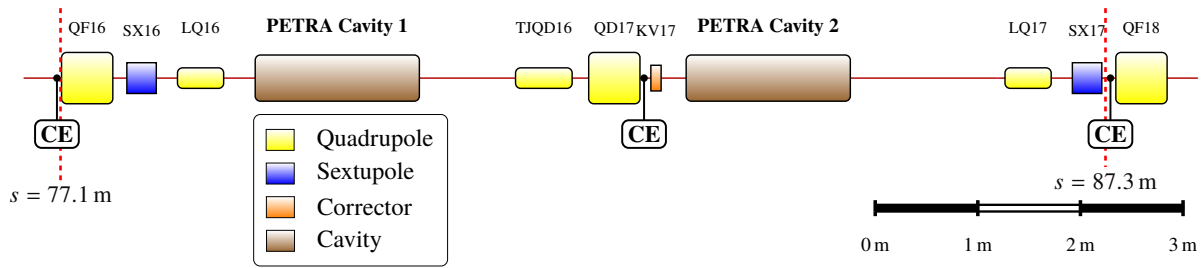 QF16 SX16 LQ16 PETRA Cavity 1 TJQD16 QD17 KV17 PETRA Cavity 2 LQ17 SX17 QF18
CE CE CE
s = 77.1 m
s = 87.3 m
Quadrupole
Sextupole
Corrector
Cavity
0 m 1 m 2 m 3 m